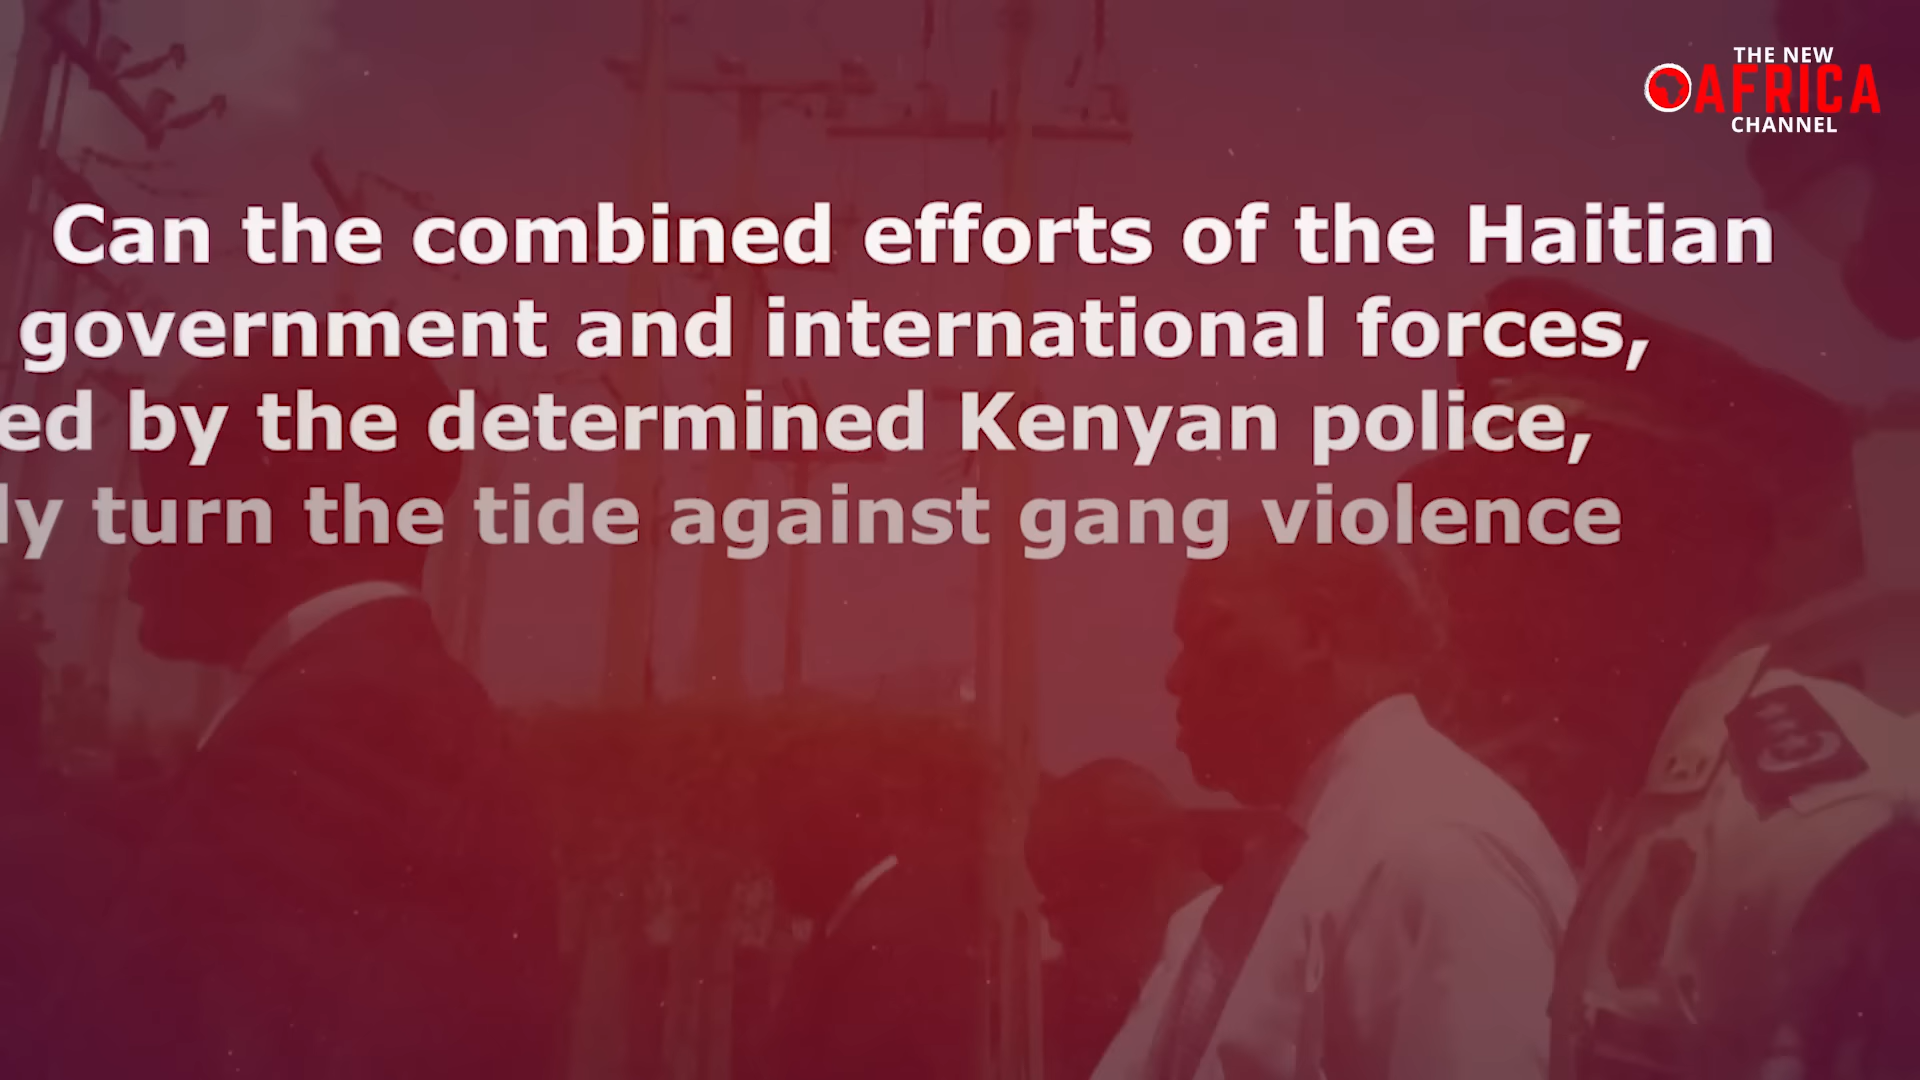 THE NEW
AFRICA
CHANNEL
Can the combined efforts of the Haitian
government and international forces,
ed by the determined Kenyan police,
ly turn the tide against gang violence